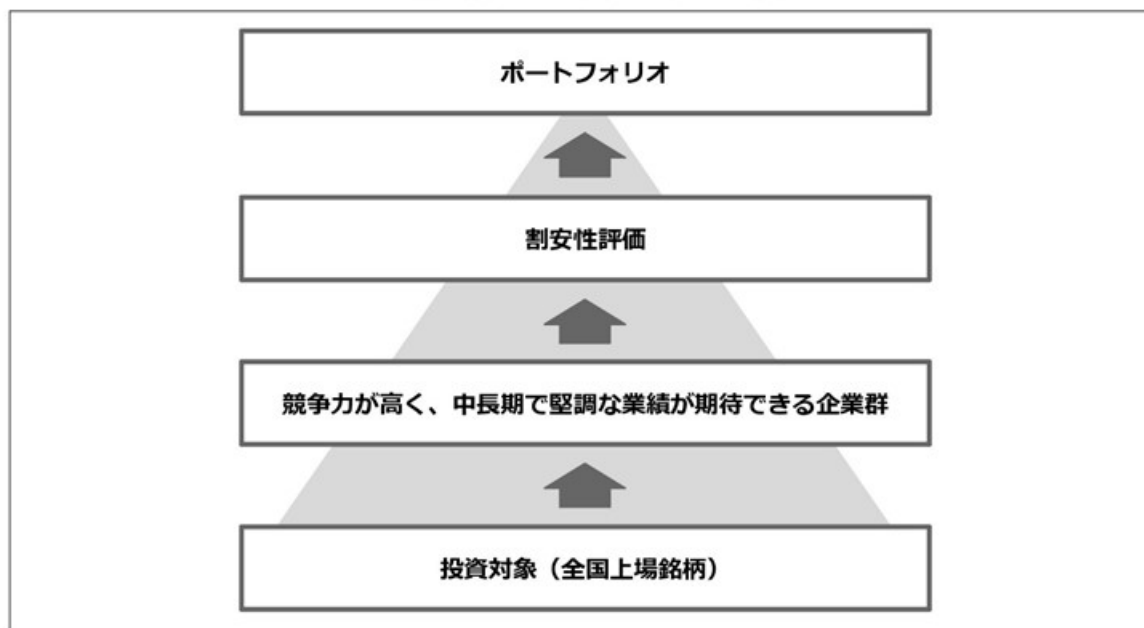 ポートフォリオ
割安性評価
競争力が高く、中長期で堅調な業績が期待できる企業群
投資対象（全国上場銘柄）